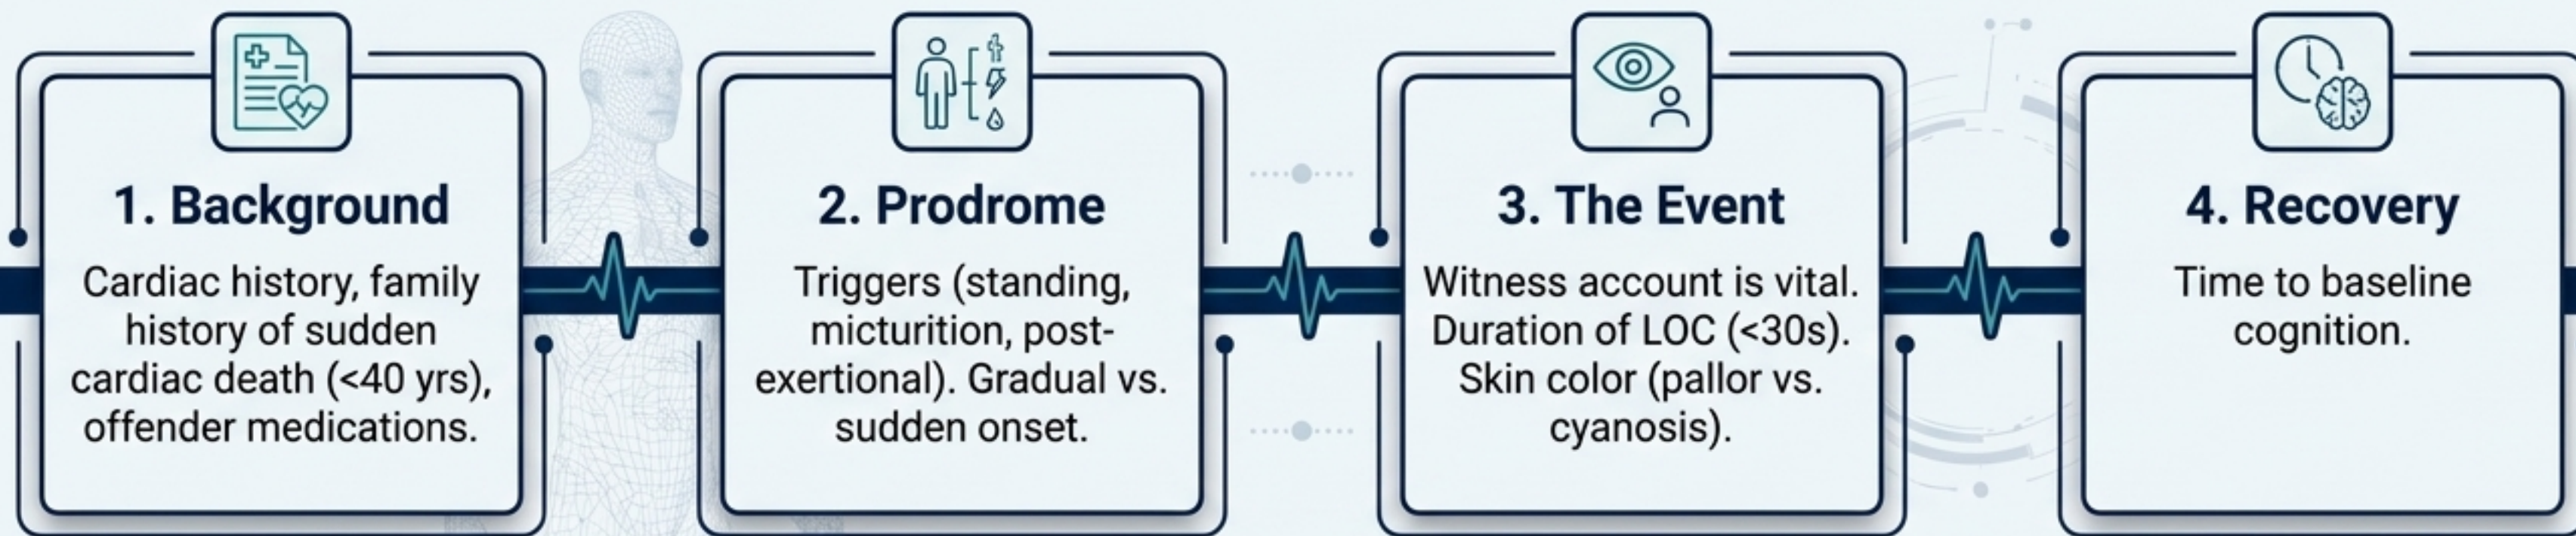 1. Background
Cardiac history, family
history of sudden
cardiac death (<40 yrs),
offender medications.
2. Prodrome
Triggers (standing,
micturition, post-
exertional). Gradual vs.
sudden onset.
3. The Event
Witness account is vital.
Duration of LOC (<30s).
Skin color (pallor vs.
cyanosis).
4. Recovery
Time to baseline
cognition.